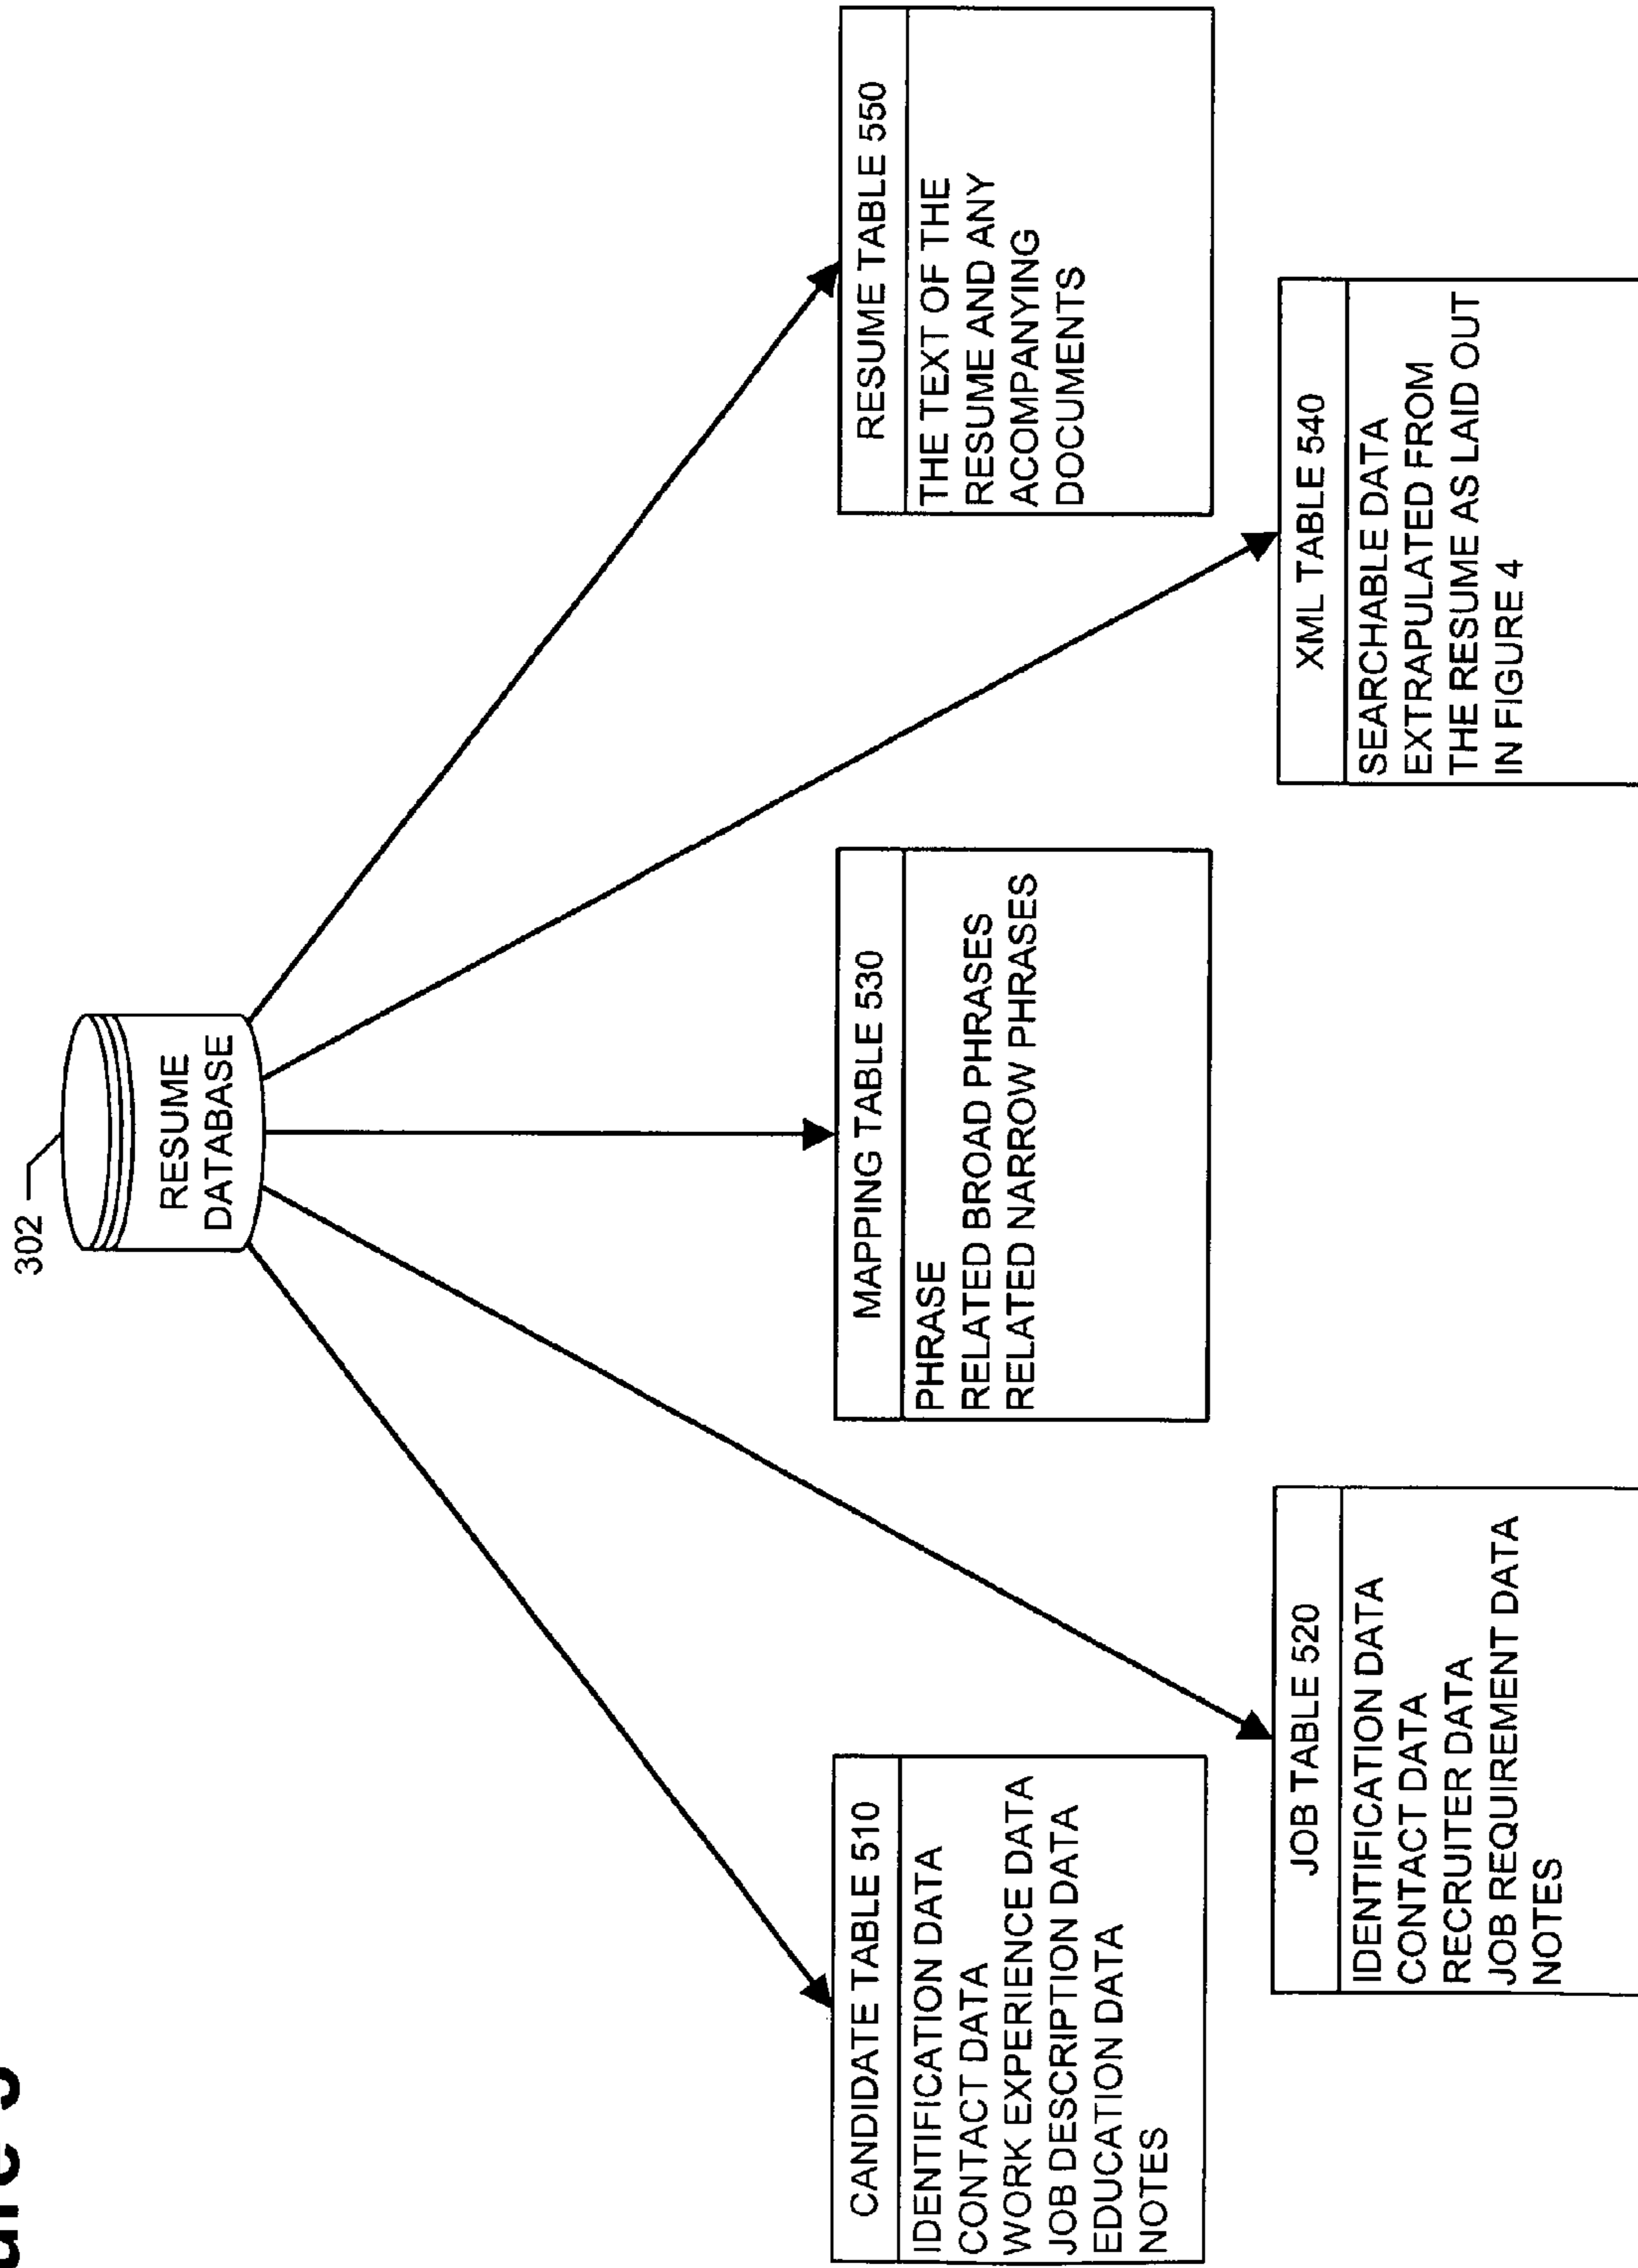 302
RESUME
DATABASE
CANDIDATE TABLE 510
IDENTIFICATION DATA
CONTACT DATA
WORK EXPERIENCE DATA
JOB DESCRIPTION DATA
EDUCATION DATA
NOTES
JOB TABLE 520
IDENTIFICATION DATA
CONTACT DATA
RECRUITER DATA
JOB REQUIREMENT DATA
NOTES
MAPPING TABLE 530
PHRASE
RELATED BROAD PHRASES
RELATED NARROW PHRASES
XML TABLE 540
SEARCHABLE DATA
EXTRAPULATED FROM
THE RESUME AS LAID OUT
IN FIGURE 4
RESUME TABLE 550
THE TEXT OF THE
RESUME AND ANY
ACOMPANYING
DOCUMENTS